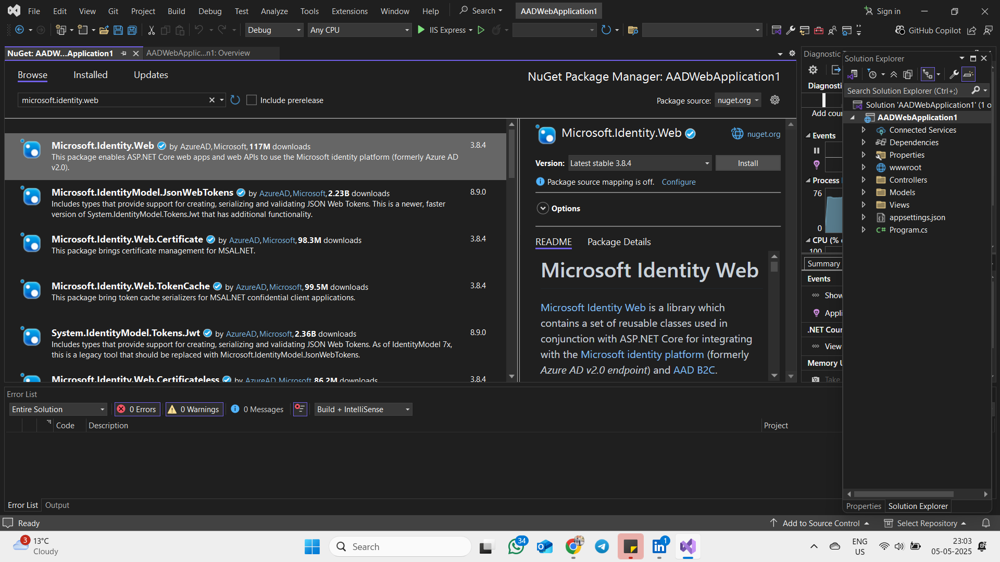 File Edit View Git Project Build Debug Test Analyze Tools Extensions Window Help Search AADWebApplication1 Sign in
Debug Any CPU IIS Express GitHub Copilot
NuGet: AADW...Application1 AADWebApplic...n1: Overview
Browse Installed Updates
NuGet Package Manager: AADWebApplication1
microsoft.identity.web Include prerelease
Package source: nuget.org
Microsoft.Identity.Web by AzureAD, Microsoft, 117M downloads 3.8.4
This package enables ASP.NET Core web apps and web APIs to use the Microsoft identity platform (formerly Azure AD
v2.0).
Microsoft.IdentityModel.JsonWebTokens by AzureAD, Microsoft, 2.23B downloads 8.9.0
Includes types that provide support for creating, serializing and validating JSON Web Tokens. This is a newer, faster
version of System.IdentityModel.Tokens.Jwt that has additional functionality.
Microsoft.Identity.Web.Certificate by AzureAD, Microsoft, 98.3M downloads 3.8.4
This package brings certificate management for MSAL.NET.
Microsoft.Identity.Web.TokenCache by AzureAD, Microsoft, 99.5M downloads 3.8.4
This package bring token cache serializers for MSAL.NET confidential client applications.
System.IdentityModel.Tokens.Jwt by AzureAD, Microsoft, 2.36B downloads 8.9.0
Includes types that provide support for creating, serializing and validating JSON Web Tokens. As of IdentityModel 7x,
this is a legacy tool that should be replaced with Microsoft.IdentityModel.JsonWebTokens.
Microsoft.Identity.Web.Certificateless by AzureAD, Microsoft, 86.2M downloads 3.8.4
Microsoft.Identity.Web nuget.org
Version: Latest stable 3.8.4 Install
Package source mapping is off. Configure
Options
README Package Details
Microsoft Identity Web
Microsoft Identity Web is a library which
contains a set of reusable classes used in
conjunction with ASP.NET Core for integrating
with the Microsoft identity platform (formerly
Azure AD v2.0 endpoint) and AAD B2C.
Diagnostic
Diagnosti
Add cour
Events
Process
76
0
CPU (% 
100
Summary
Events
Show
Appli
.NET Coun
View
Memory U
Take
Solution Explorer
Search Solution Explorer (Ctrl+;)
Solution 'AADWebApplication1' (1 o
AADWebApplication1
Connected Services
Dependencies
Properties
wwwroot
Controllers
Models
Views
appsettings.json
C# Program.cs
Properties Solution Explorer
Error List
Entire Solution 0 Errors 0 Warnings 0 Messages Build + IntelliSense
Code Description Project
Error List Output
Ready Add to Source Control Select Repository
3 13°C
Cloudy
Search
34
1
ENG
US
23:03
05-05-2025